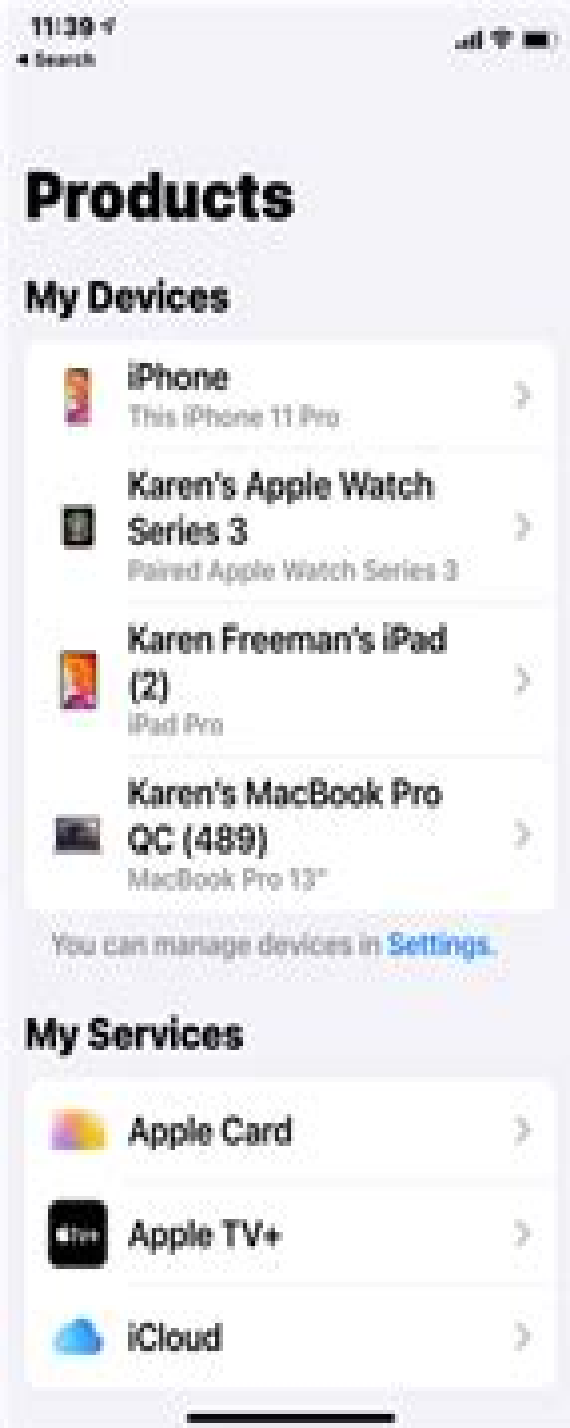 11:39
◀ Search
Products
My Devices
iPhone
This iPhone 11 Pro
Karen's Apple Watch
Series 3
Paired Apple Watch Series 3
Karen Freeman's iPad
(2)
iPad Pro
Karen's MacBook Pro
QC (489)
MacBook Pro 13"
You can manage devices in Settings.
My Services
Apple Card
tv+
Apple TV+
iCloud